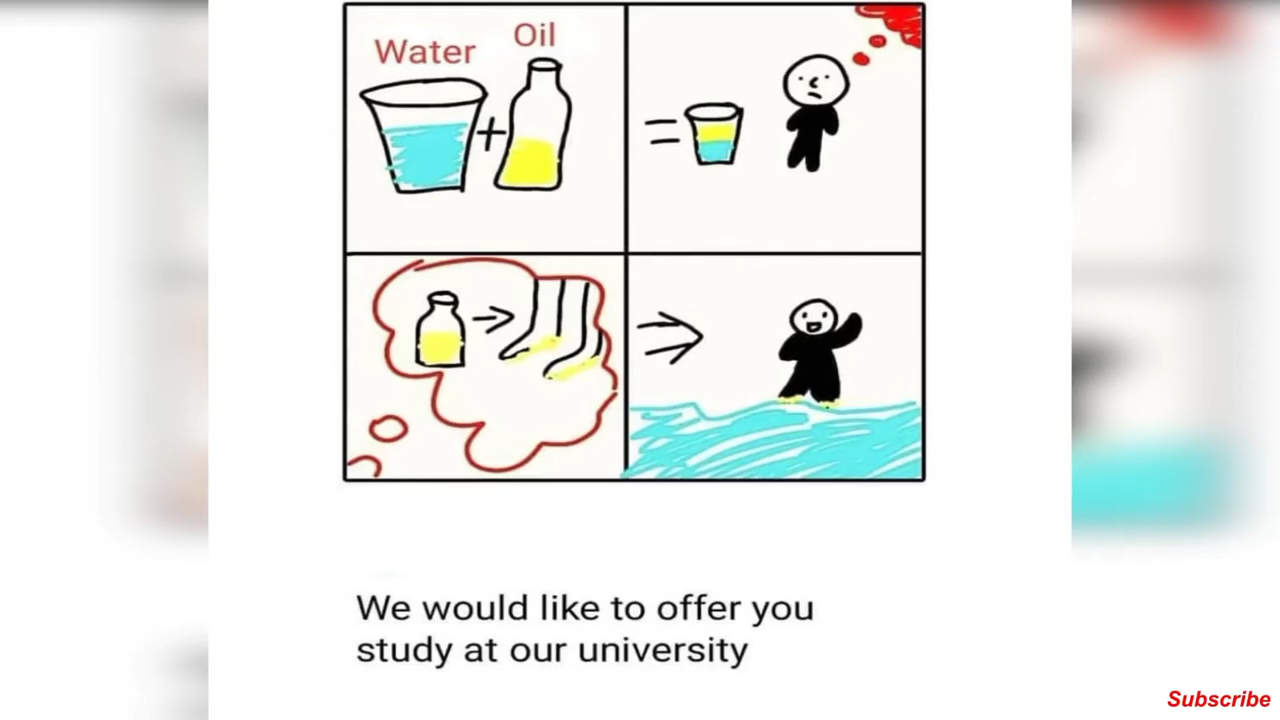 Water
Oil
+
=
We would like to offer you
study at our university
Subscribe